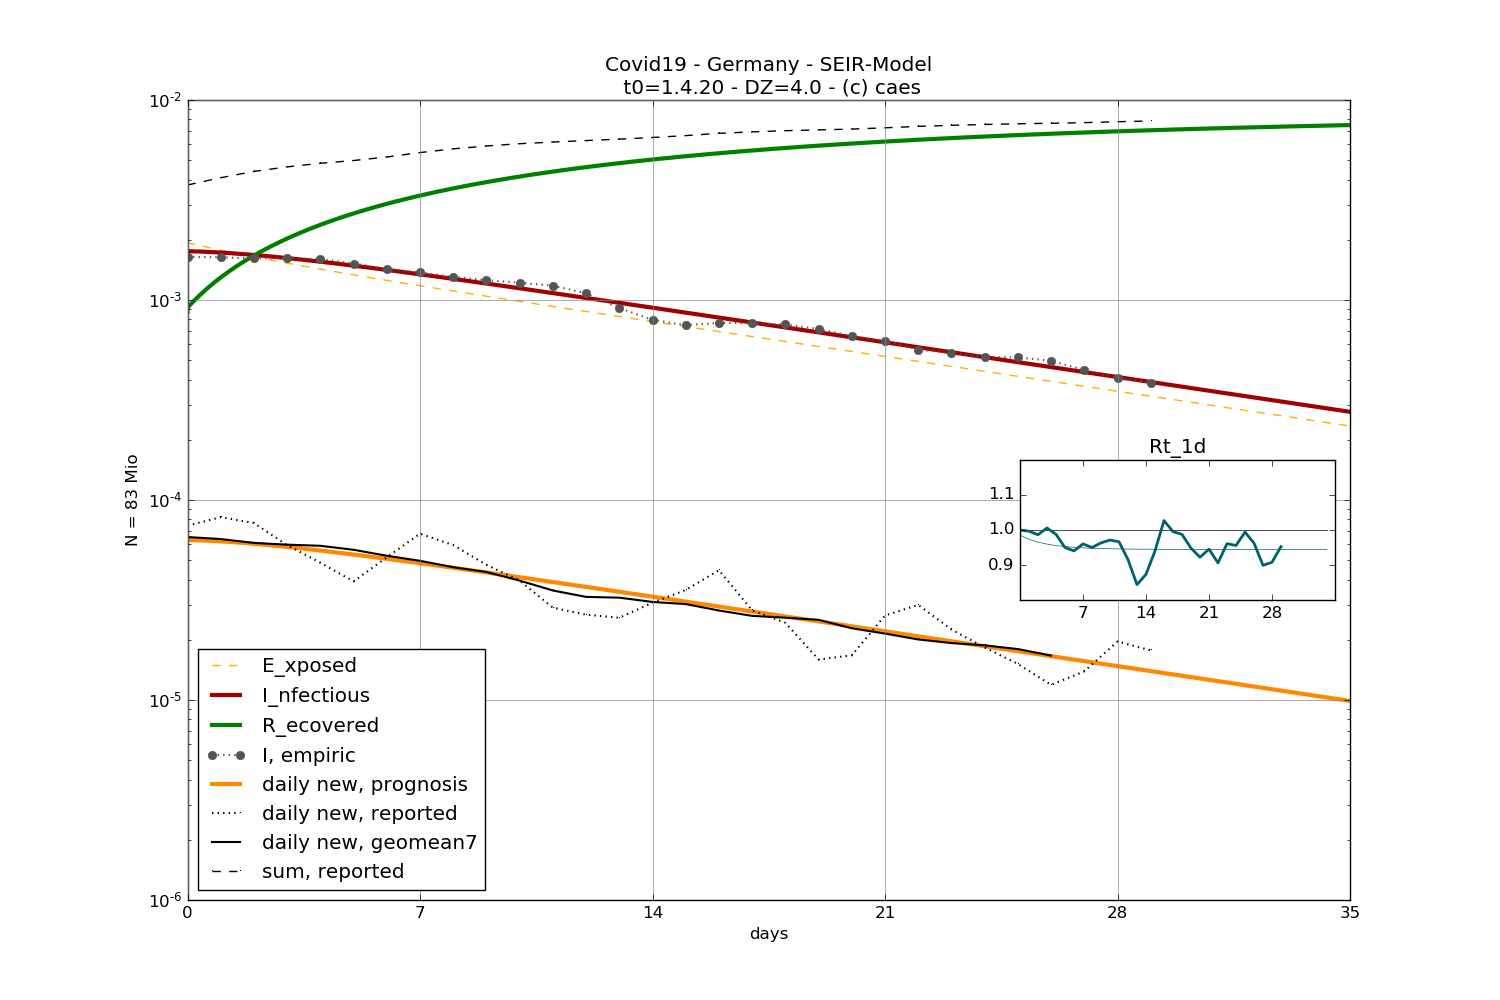 Covid19 - Germany - SEIR-Model
t0=1.4.20 - DZ=4.0 - (c) caes
10-2
10-3
10-4
10-5
10-6
N = 83 Mio
Rt_1d
1.1
1.0
0.9
7 14 21 28
E_xposed
I_nfectious
R_ecovered
I, empiric
daily new, prognosis
daily new, reported
daily new, geomean7
sum, reported
0 7 14 21 28 35
days